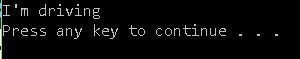 I'm driving
Press any key to continue . . .